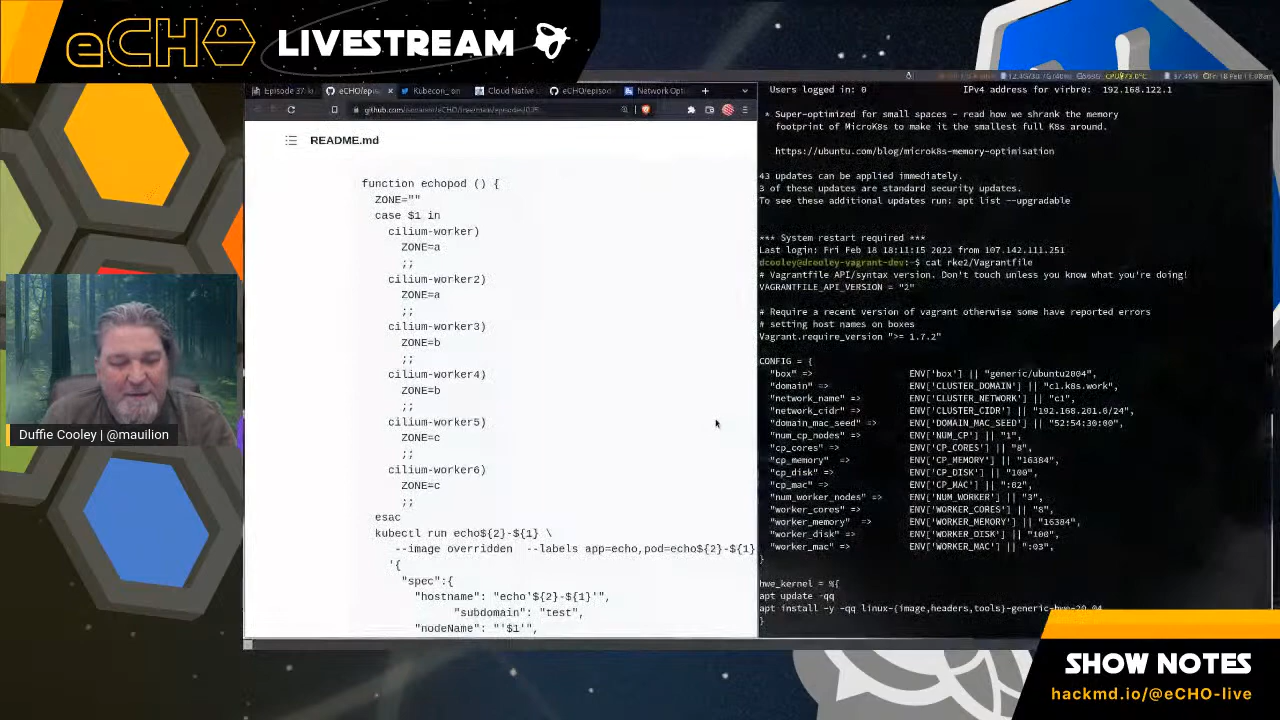 eCHO LIVESTREAM
Episode 37:
eCHO/epis
Kubecon_
Cloud Native
eCHO/episod
Network
README.md
function echopod () {
ZONE=""
case $1 in
cilium-worker)
ZONE=a
;;
cilium-worker2)
ZONE=a
;;
cilium-worker3)
ZONE=b
;;
cilium-worker4)
ZONE=b
;;
cilium-worker5)
ZONE=c
;;
cilium-worker6)
ZONE=c
;;
esac
kubectl run echo${2}-${1} \
--image overridden --labels app=echo,pod=echo${2}-${1}
'{
"spec":{
"hostname": "echo'${2}-${1}'",
"subdomain": "test",
"nodeName": "'$1'",
Users logged in: 0 IPv4 address for virbr0: 192.168.122.1
* Super-optimized for small spaces - read how we shrank the memory
footprint of MicroK8s to make it the smallest full K8s around.
https://ubuntu.com/blog/microk8s-memory-optimisation
43 updates can be applied immediately.
3 of these updates are standard security updates.
To see these additional updates run: apt list --upgradable
*** System restart required ***
Last login: Fri Feb 18 18:11:15 2022 from 107.142.111.251
dcooley@dcooley-vagrant-dev:~$ cat rke2/Vagrantfile
# Vagrantfile API/syntax version. Don't touch unless you know what you're doing!
VAGRANTFILE_API_VERSION = "2"
# Require a recent version of vagrant otherwise some have reported errors
# setting host names on boxes
Vagrant.require_version ">= 1.7.2"
CONFIG = {
"box" => ENV['box'] || "generic/ubuntu2004",
"domain" => ENV['CLUSTER_DOMAIN'] || "c1.k8s.work",
"network_name" => ENV['CLUSTER_NETWORK'] || "c1",
"network_cidr" => ENV['CLUSTER_CIDR'] || "192.168.201.0/24",
"domain_mac_seed" => ENV['DOMAIN_MAC_SEED'] || "52:54:30:00",
"num_cp_nodes" => ENV['NUM_CP'] || "1",
"cp_cores" => ENV['CP_CORES'] || "8",
"cp_memory" => ENV['CP_MEMORY'] || "16384",
"cp_disk" => ENV['CP_DISK'] || "100",
"cp_mac" => ENV['CP_MAC'] || ":02",
"num_worker_nodes" => ENV['NUM_WORKER'] || "3",
"worker_cores" => ENV['WORKER_CORES'] || "8",
"worker_memory" => ENV['WORKER_MEMORY'] || "16384",
"worker_disk" => ENV['WORKER_DISK'] || "100",
"worker_mac" => ENV['WORKER_MAC'] || ":03",
}
hwe_kernel = %{
apt update -qq
apt install -y -qq linux-{image,headers,tools}-generic-hwe-20.04
}
Duffie Cooley | @mauilion
SHOW NOTES
hackmd.io/@eCHO-live